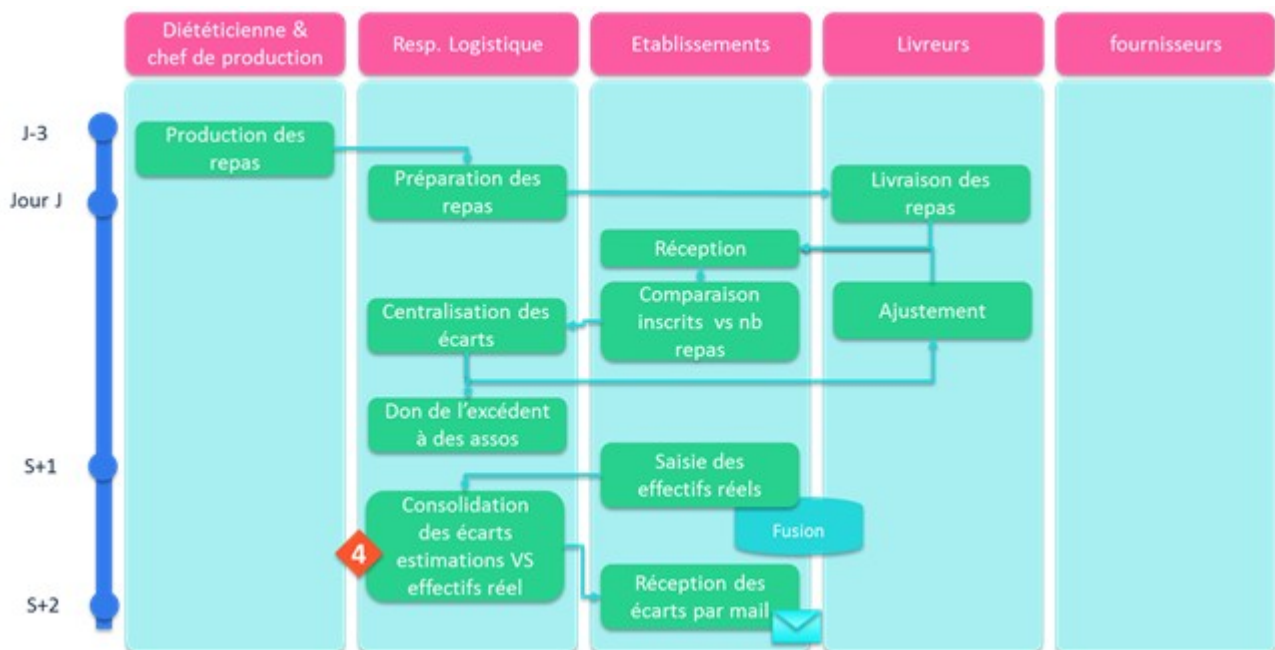 Diététicienne &
chef de production
Resp. Logistique
Etablissements
Livreurs
fournisseurs
J-3
Production des
repas
Préparation des
repas
Livraison des
repas
Jour J
Réception
Comparaison
inscrits vs nb
repas
Centralisation des
écarts
Ajustement
Don de l'excédent
à des assos
S+1
Saisie des
effectifs réels
Fusion
4
Consolidation
des écarts
estimations VS
effectifs réel
S+2
Réception des
écarts par mail